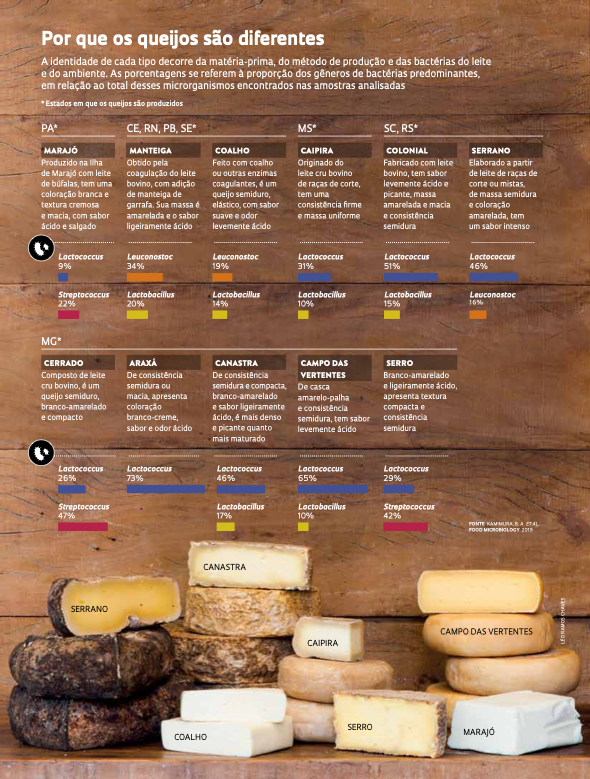 Por que os queijos são diferentes
A identidade de cada tipo decorre da matéria-prima, do método de produção e das bactérias do leite
e do ambiente. As porcentagens se referem à proporção dos gêneros de bactérias predominantes,
em relação ao total desses microrganismos encontrados nas amostras analisadas
* Estados em que os queijos são produzidos
PA*
MARAJÓ
Produzido na Ilha
de Marajó com leite
de búfalas, tem uma
coloração branca e
textura cremosa
e macia, com sabor
ácido e salgado
Lactococcus
9%
Streptococcus
22%
CE, RN, PB, SE*
MANTEIGA
Obtido pela
coagulação do leite
bovino, com adição
de manteiga de
garrafa. Sua massa é
amarelada e o sabor
ligeiramente ácido
Leuconostoc
34%
Lactobacillus
20%
COALHO
Feito com coalho
ou outras enzimas
coagulantes, é um
queijo semiduro,
elástico, com sabor
suave e odor
levemente ácido
Leuconostoc
19%
Lactobacillus
14%
MS*
CAIPIRA
Originado do
leite cru bovino
de raças de corte,
tem uma
consistência firme
e massa uniforme
Lactococcus
31%
Lactobacillus
10%
SC, RS*
COLONIAL
Fabricado com leite
bovino, tem sabor
levemente ácido e
picante, massa
amarelada e macia
e consistência
semidura
Lactococcus
51%
Lactobacillus
15%
SERRANO
Elaborado a partir
de leite de raças de
corte ou mistas,
de massa semidura
e coloração
amarelada, tem
um sabor intenso
Lactococcus
46%
Leuconostoc
16%
MG*
CERRADO
Composto de leite
cru bovino, é um
queijo semiduro,
branco-amarelado
e compacto
Lactococcus
26%
Streptococcus
47%
ARAXÁ
De consistência
semidura ou
macia, apresenta
coloração
branco-creme,
sabor e odor ácido
Lactococcus
73%
CANASTRA
De consistência
semidura e compacta,
branco-amarelado
e sabor ligeiramente
ácido, é mais denso
e picante quanto
mais maturado
Lactococcus
46%
Lactobacillus
17%
CAMPO DAS
VERTENTES
De casca
amarelo-palha
e consistência
semidura, tem sabor
levemente ácido
Lactococcus
65%
Lactobacillus
10%
SERRO
Branco-amarelado
e ligeiramente ácido,
apresenta textura
compacta e
consistência
semidura
Lactococcus
29%
Streptococcus
42%
FONTE KAMIMURA, B. A. ET AL.
FOOD MICROBIOLOGY. 2019
LÉO RAMOS CHAVES
CANASTRA
SERRANO
CAMPO DAS VERTENTES
CAIPIRA
SERRO
MARAJÓ
COALHO